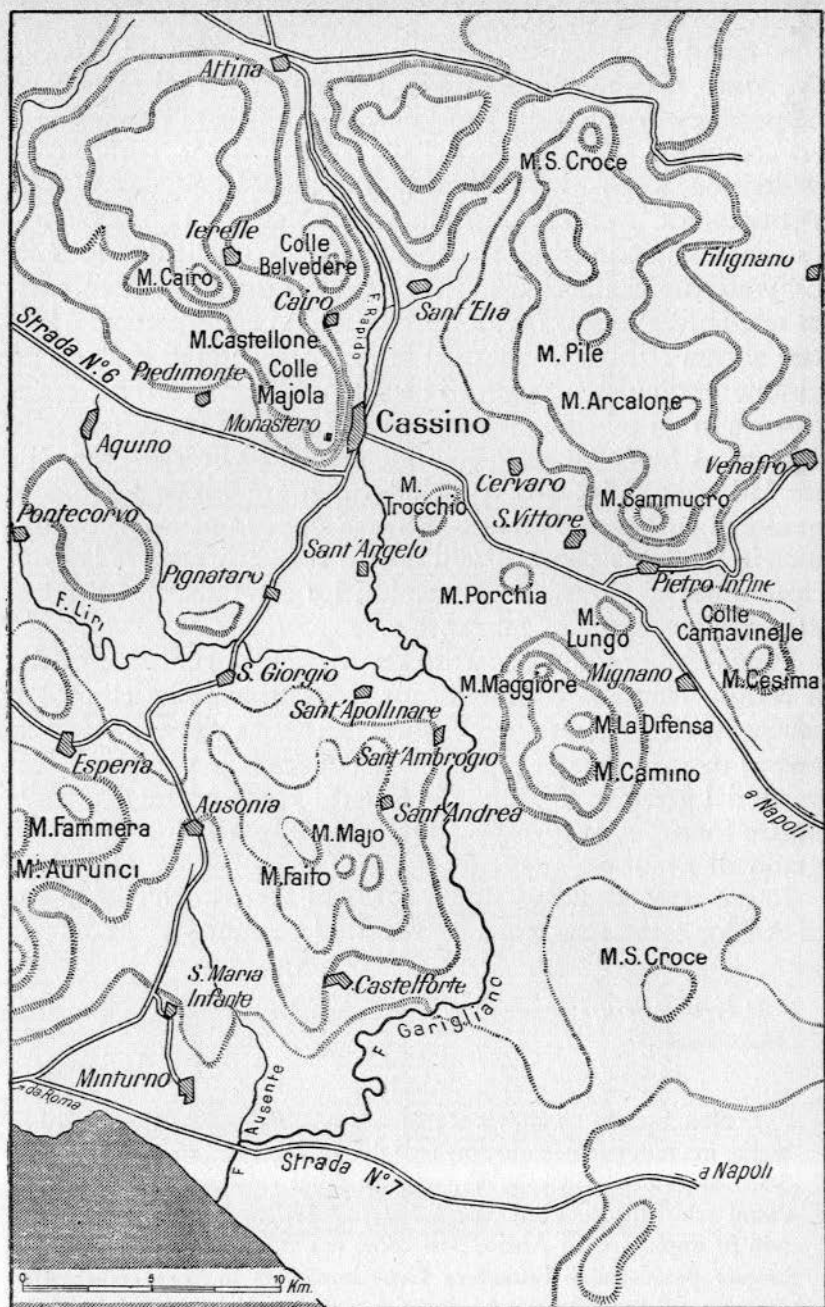 Attina
M.S. Croce
Terelle
Colle
Belvedere
Filignano
M. Cairo
Cairo
F. Rapido
Sant'Elia
Strada N.º 6
M. Castellone
M. Pile
Piedimonte
Colle
Majola
M. Arcalone
Monastero
Cassino
Aquino
Venafro
Cervaro
M.
Trocchio
M. Sammucro
S. Vittore
Pontecorvo
Sant'Angelo
Pignataro
Pietro Infine
M. Porchia
Colle
Cannavinelle
F. Liri
M.
Lungo
Mignano
M. Cesima
S. Giorgio
M. Maggiore
Sant'Apollinare
M. La Difensa
Sant'Ambrogio
Esperia
M. Camino
a Napoli
Sant'Andrea
Ausonia
M. Fammera
M. Majo
M. Faito
M.i Aurunci
M.S. Croce
Castelforte
S. Maria
Infante
F. Garigliano
Minturno
da Roma
F. Ausente
Strada N.º 7
a Napoli
0 5 10
Km.